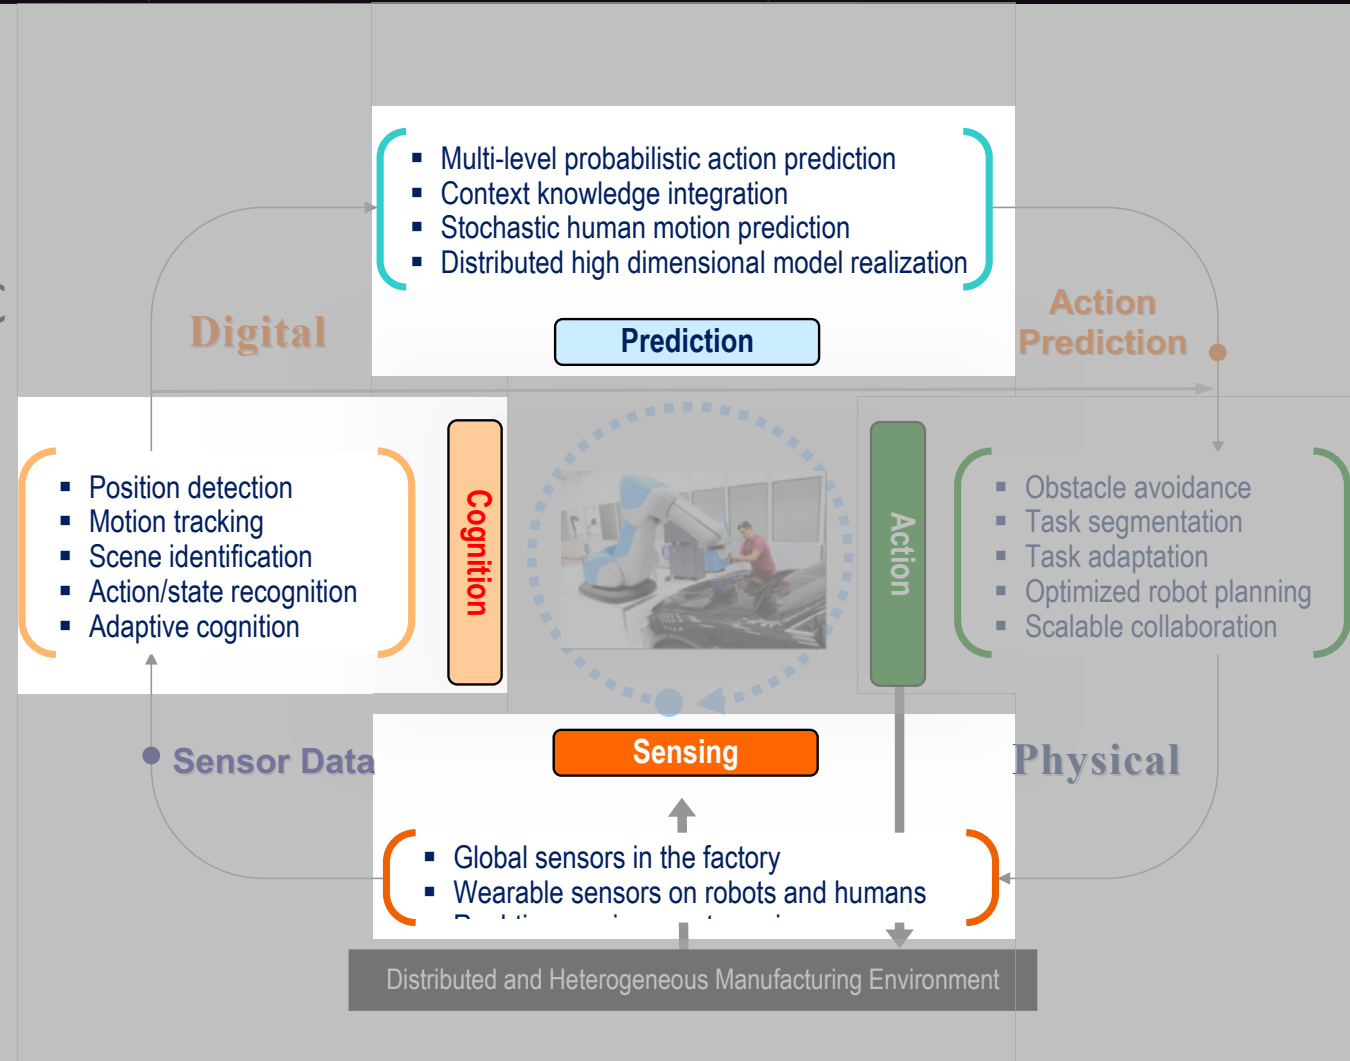 Multi-level probabilistic action prediction
Context knowledge integration
Stochastic human motion prediction
Distributed high dimensional model realization
Digital
Prediction
Action
Prediction
Position detection
Motion tracking
Scene identification
Action/state recognition
Adaptive cognition
Cognition
Action
Obstacle avoidance
Task segmentation
Task adaptation
Optimized robot planning
Scalable collaboration
Sensor Data
Sensing
Physical
Global sensors in the factory
Wearable sensors on robots and humans
Distributed and Heterogeneous Manufacturing Environment